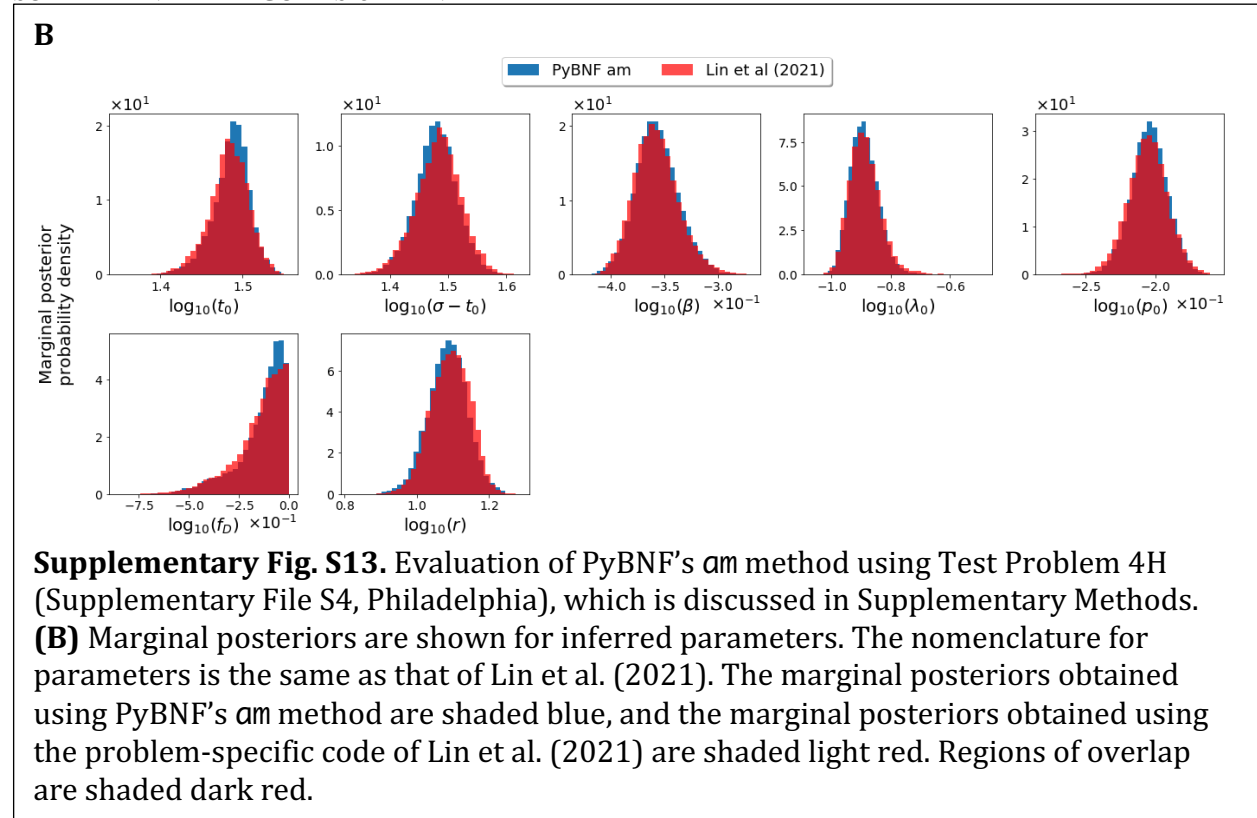 B
PyBNF am Lin et al (2021)
×10¹ ×10¹ ×10¹ ×10¹
2 1 0
1.0 0.5 0.0
2 1 0
7.5 5.0 2.5 0.0
3 2 1 0
1.4 1.5
1.4 1.5 1.6
−4.0 −3.5 −3.0
−1.0 −0.8 −0.6
−2.5 −2.0
log₁₀(t₀) log₁₀(σ − t₀) log₁₀(β) ×10⁻¹ log₁₀(λ₀) log₁₀(p₀) ×10⁻¹
Marginal posterior
probability density
4 2 0
6 4 2 0
−7.5 −5.0 −2.5 0.0
0.8 1.0 1.2
log₁₀(f_D) ×10⁻¹ log₁₀(r)
Supplementary Fig. S13. Evaluation of PyBNF’s am method using Test Problem 4H
(Supplementary File S4, Philadelphia), which is discussed in Supplementary Methods.
(B) Marginal posteriors are shown for inferred parameters. The nomenclature for
parameters is the same as that of Lin et al. (2021). The marginal posteriors obtained
using PyBNF’s am method are shaded blue, and the marginal posteriors obtained using
the problem-specific code of Lin et al. (2021) are shaded light red. Regions of overlap
are shaded dark red.